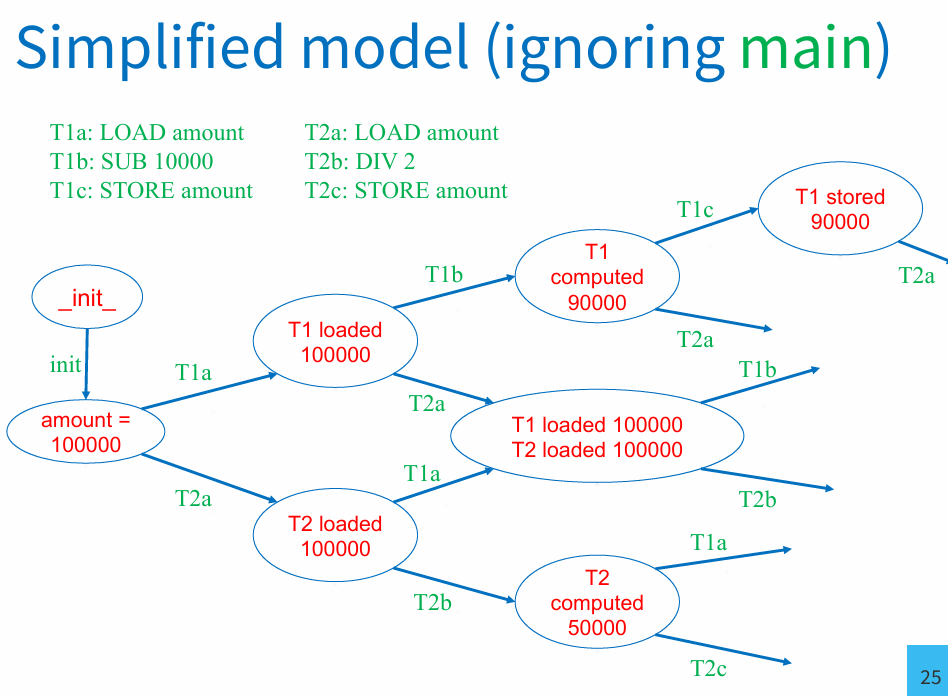 Simplified model (ignoring main)
T1a: LOAD amount
T1b: SUB 10000
T1c: STORE amount
T2a: LOAD amount
T2b: DIV 2
T2c: STORE amount
_init_
init
amount =
100000
T1a
T2a
T1 loaded
100000
T1b
T2a
T2 loaded
100000
T1a
T2b
T1
computed
90000
T1c
T2a
T1 stored
90000
T2a
T1 loaded 100000
T2 loaded 100000
T1b
T2b
T2
computed
50000
T1a
T2c
25